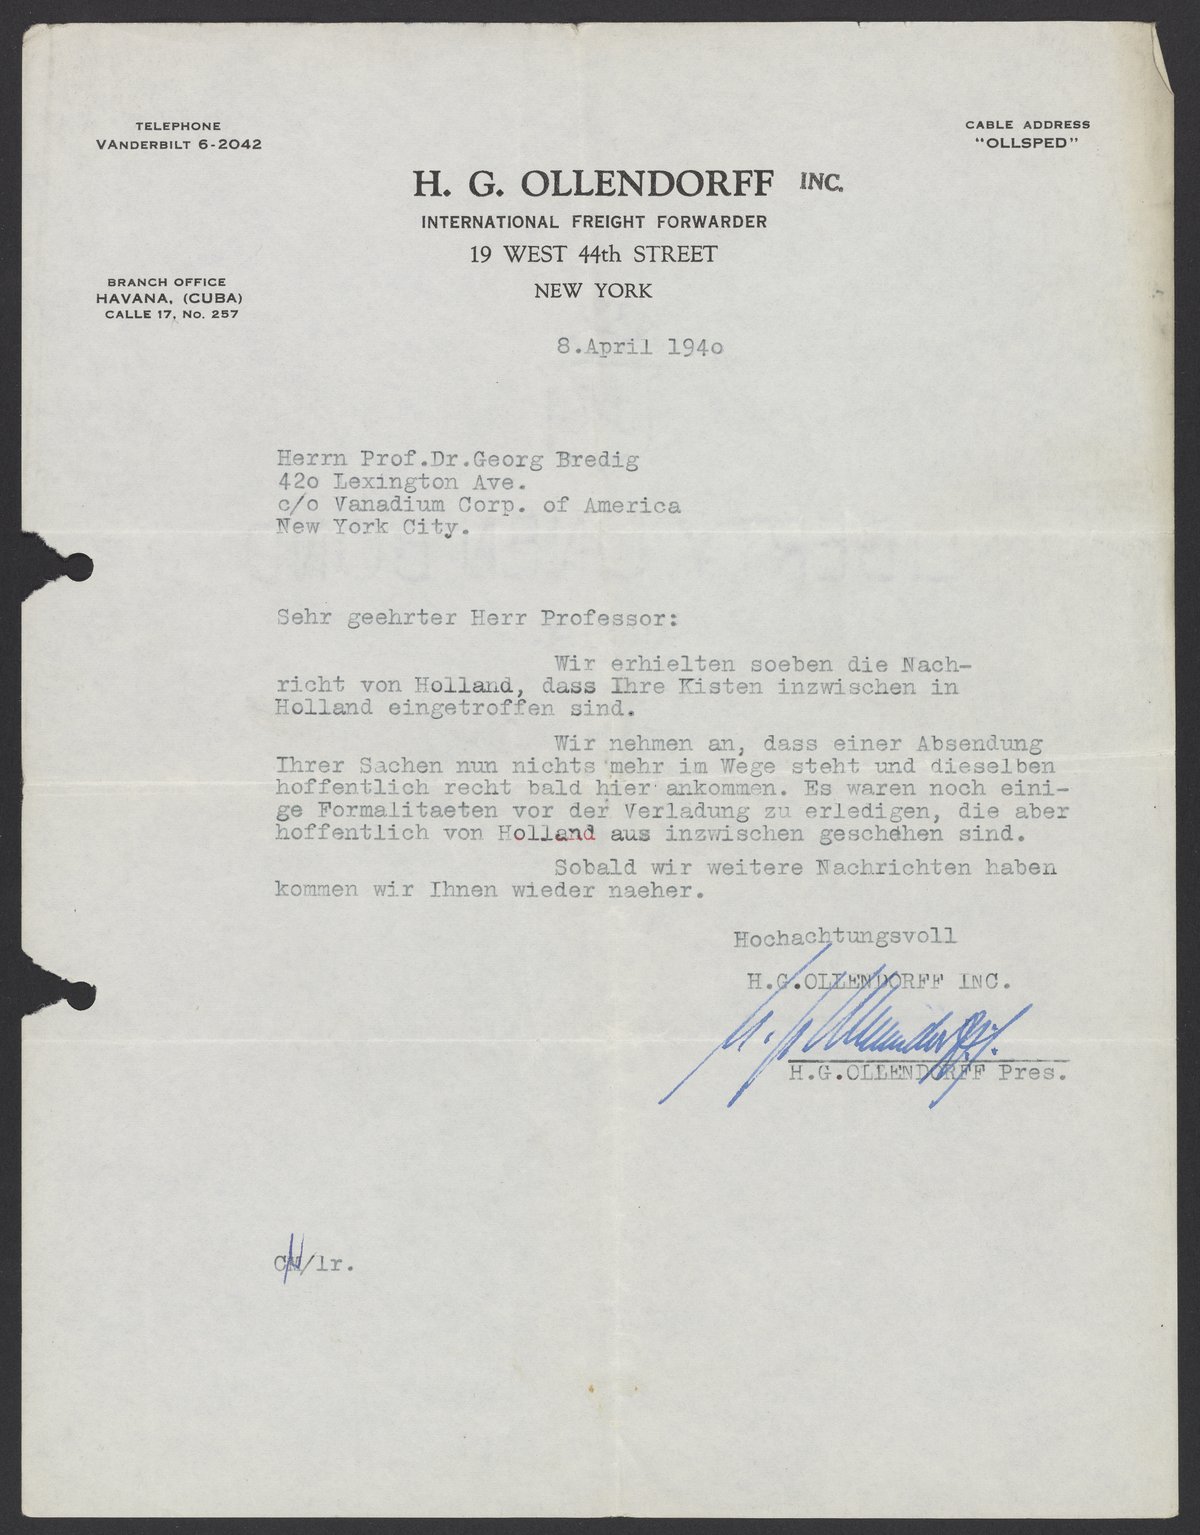 TELEPHONE
VANDERBILT 6-2042
CABLE ADDRESS
"OLLSPED"
H. G. OLLENDORFF INC.
INTERNATIONAL FREIGHT FORWARDER
19 WEST 44th STREET
NEW YORK
BRANCH OFFICE
HAVANA, (CUBA)
CALLE 17, No. 257
8.April 194o
Herrn Prof.Dr.Georg Bredig
42o Lexington Ave.
c/o Vanadium Corp. of America
New York City.
Sehr geehrter Herr Professor:
Wir erhielten soeben die Nach-
richt von Holland, dass Ihre Kisten inzwischen in
Holland eingetroffen sind.
Wir nehmen an, dass einer Absendung
Ihrer Sachen nun nichts mehr im Wege steht und dieselben
hoffentlich recht bald hier ankommen. Es waren noch eini-
ge Formalitaeten vor der Verladung zu erledigen, die aber
hoffentlich von Holland aus inzwischen geschehen sind.
Sobald wir weitere Nachrichten haben
kommen wir Ihnen wieder naeher.
Hochachtungsvoll
H.G.OLLENDORFF INC.
H. G. Ollendorff.
H.G.OLLENDORFF Pres.
CN/lr.